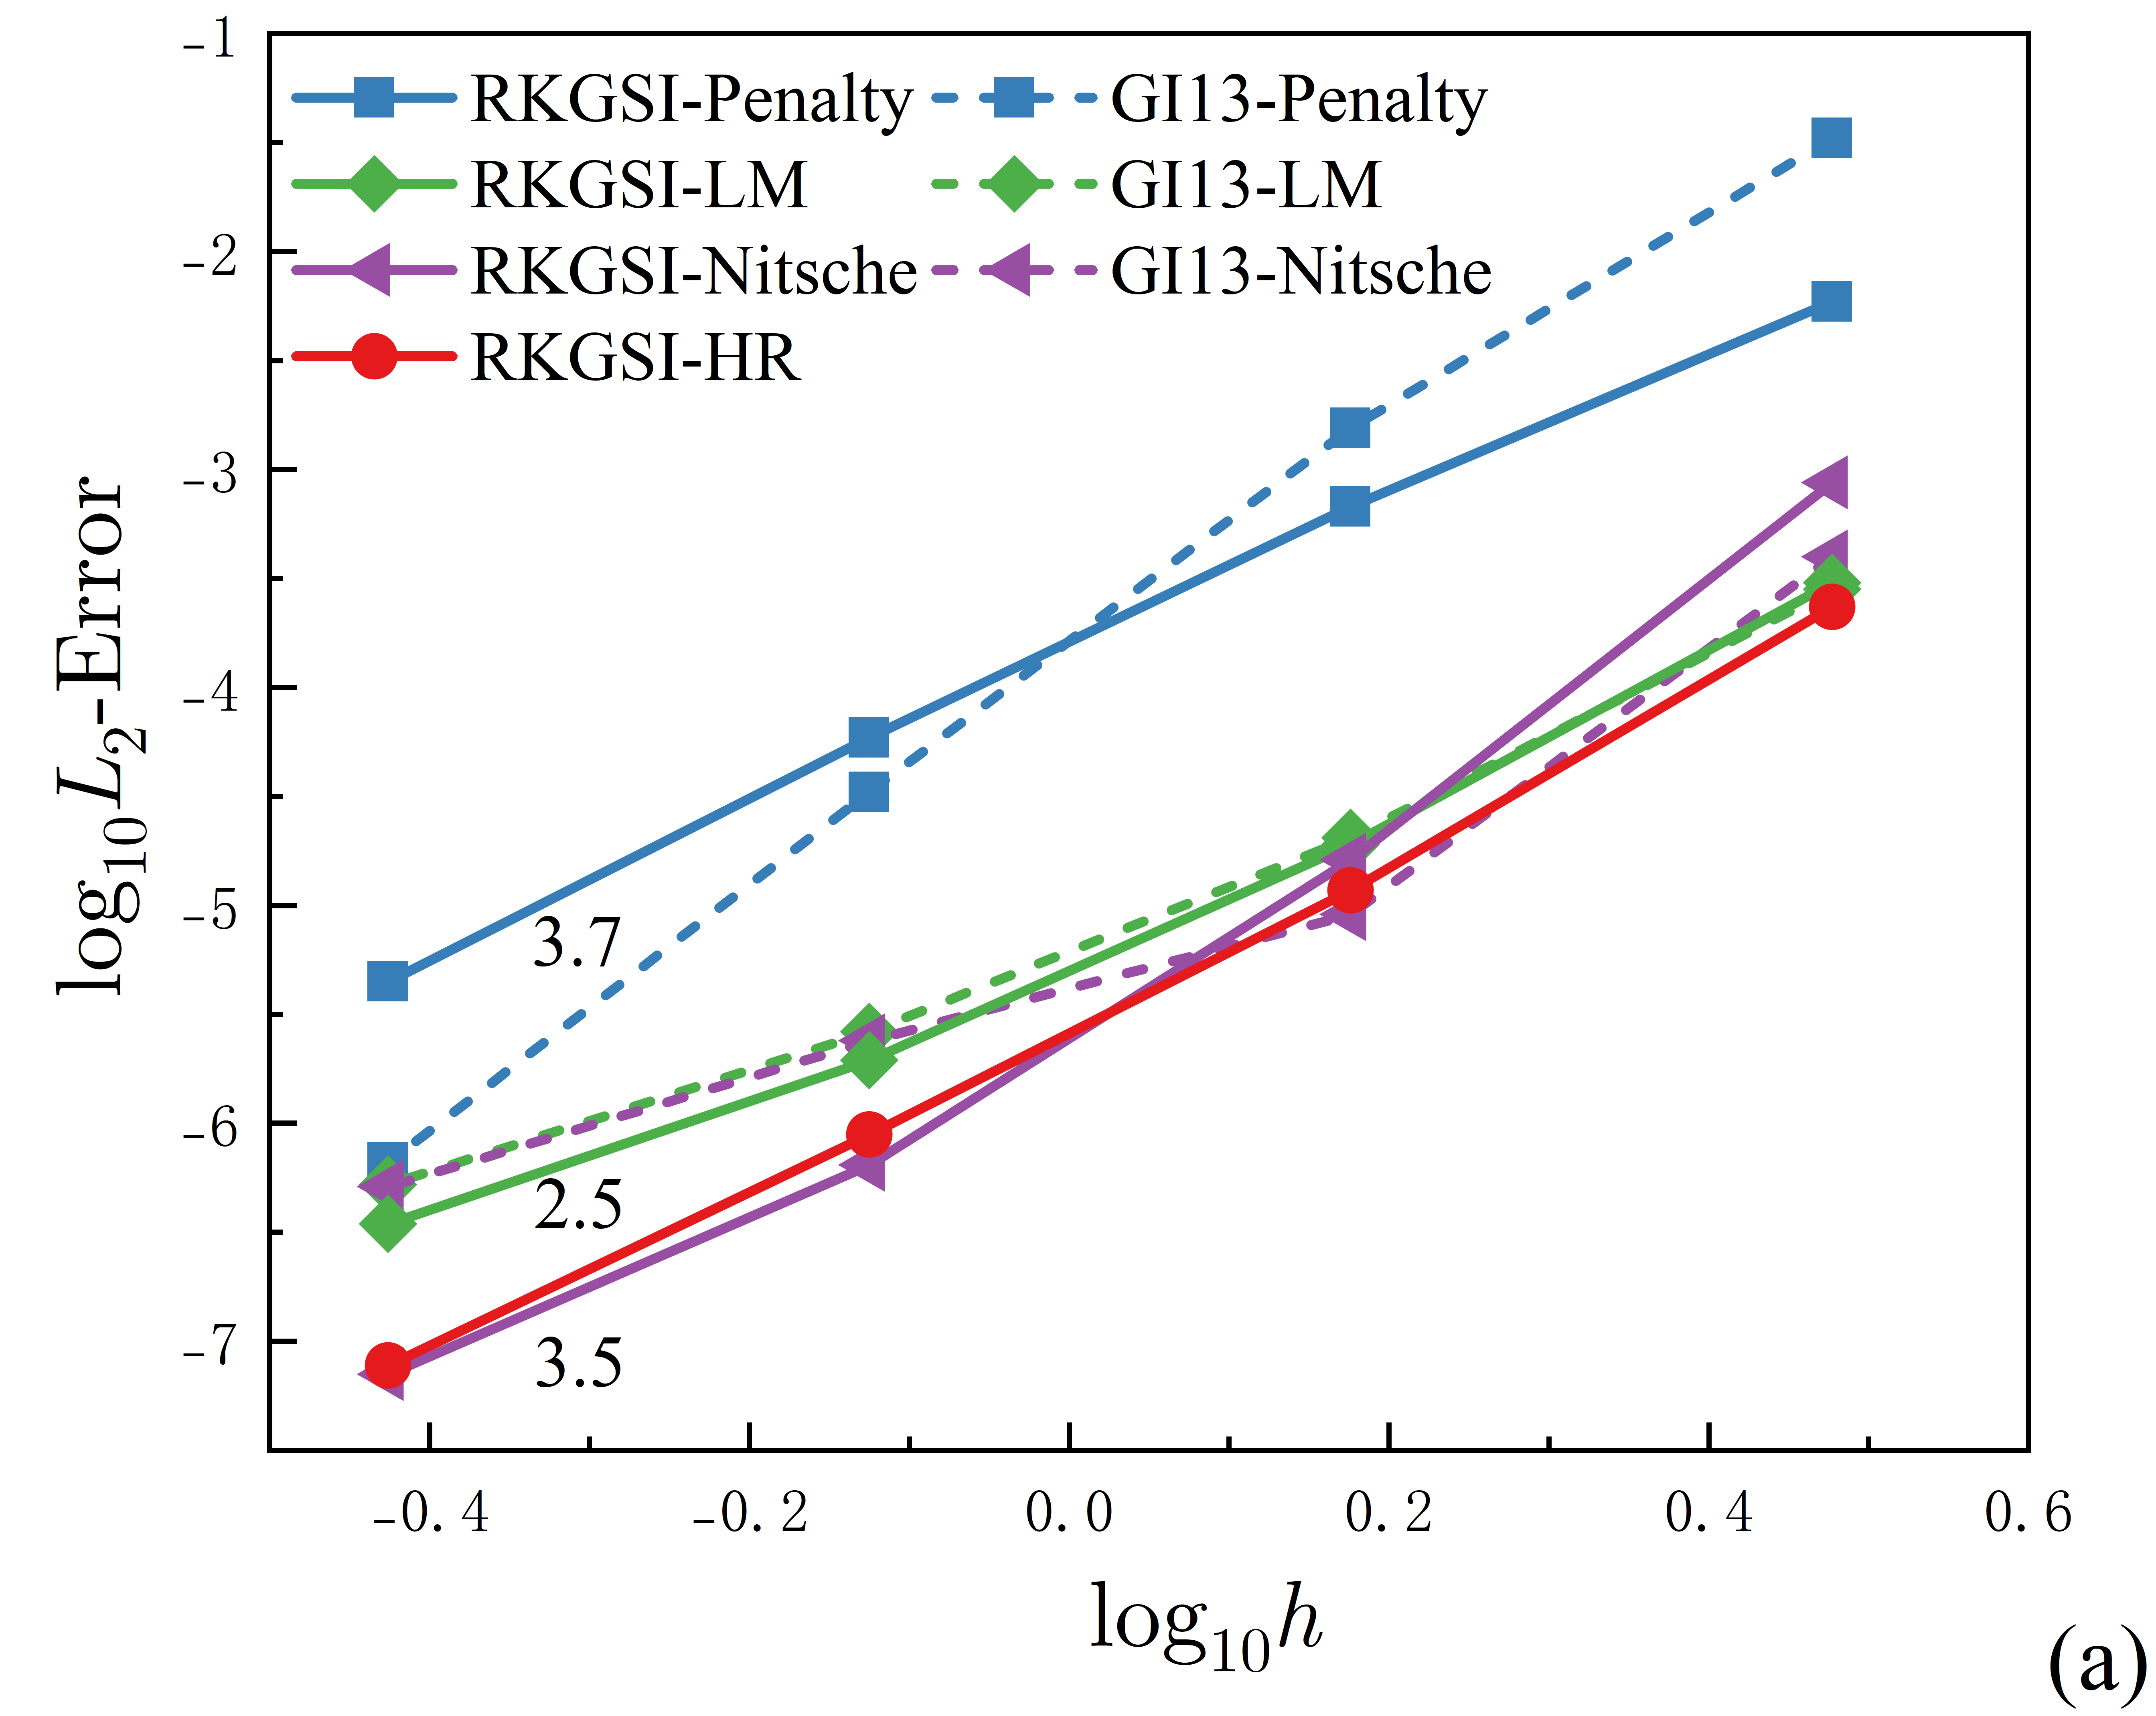 -1
-2
-3
-4
-5
-6
-7
log10L2-Error
RKGSI-Penalty
GI13-Penalty
RKGSI-LM
GI13-LM
RKGSI-Nitsche
GI13-Nitsche
RKGSI-HR
3.7
2.5
3.5
-0.4
-0.2
0.0
0.2
0.4
0.6
log10h
(a)